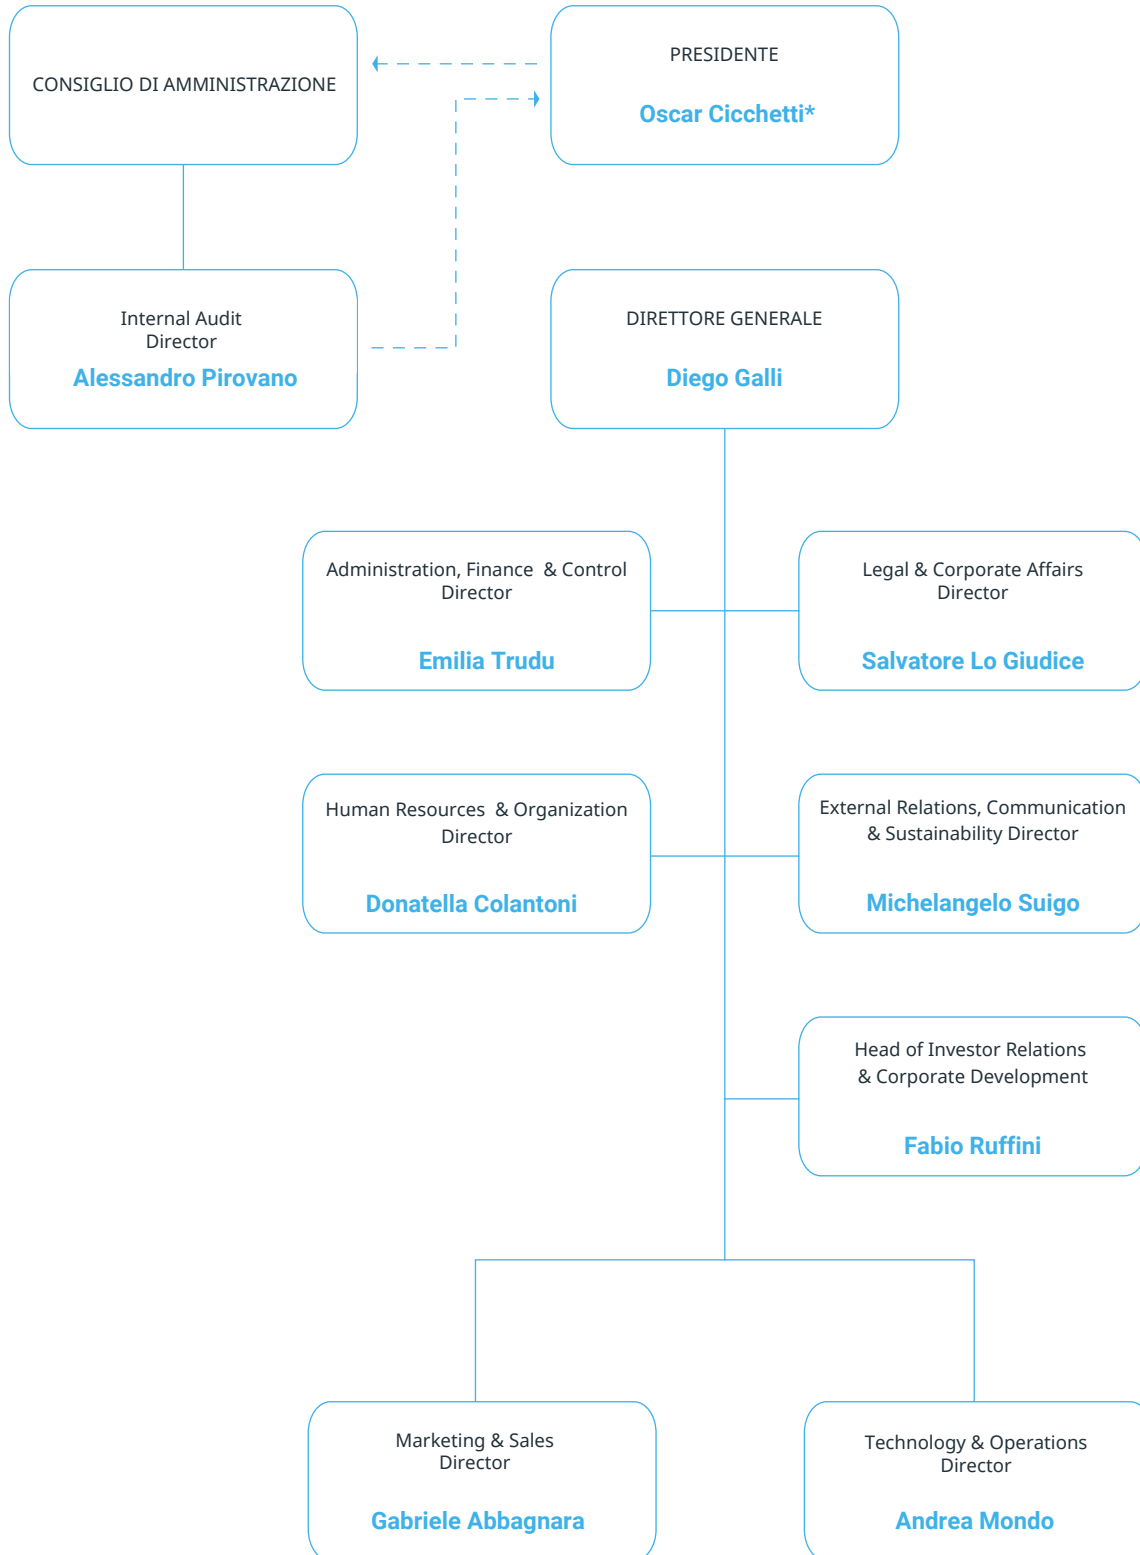 CONSIGLIO DI AMMINISTRAZIONE
PRESIDENTE
Oscar Cicchetti*
Internal Audit
Director
Alessandro Pirovano
DIRETTORE GENERALE
Diego Galli
Administration, Finance & Control
Director
Emilia Trudu
Legal & Corporate Affairs
Director
Salvatore Lo Giudice
Human Resources & Organization
Director
Donatella Colantoni
External Relations, Communication
& Sustainability Director
Michelangelo Suigo
Head of Investor Relations
& Corporate Development
Fabio Ruffini
Marketing & Sales
Director
Gabriele Abbagnara
Technology & Operations
Director
Andrea Mondo